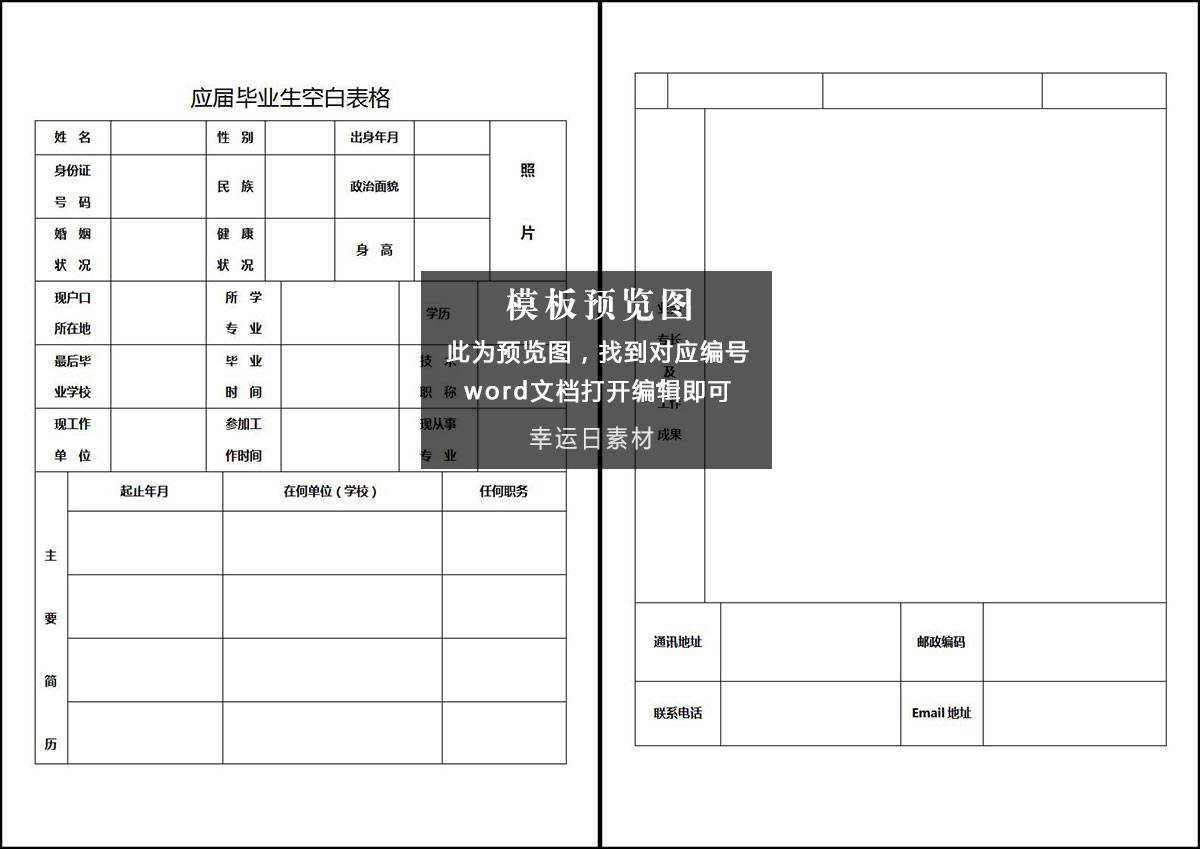 应届毕业生空白表格
姓 名
性 别
出身年月
照
片
身份证
号 码
民 族
政治面貌
婚 姻
状 况
健 康
状 况
身 高
现户口
所在地
所 学
专 业
学历
最后毕
业学校
毕 业
时 间
技 术
职 称
现工作
单 位
参加工
作时间
现从事
专 业
主
要
简
历
起止年月
在何单位（学校）
任何职务
模板预览图
此为预览图，找到对应编号
word文档打开编辑即可
幸运日素材
专长
及
工作
成果
通讯地址
邮政编码
联系电话
Email 地址